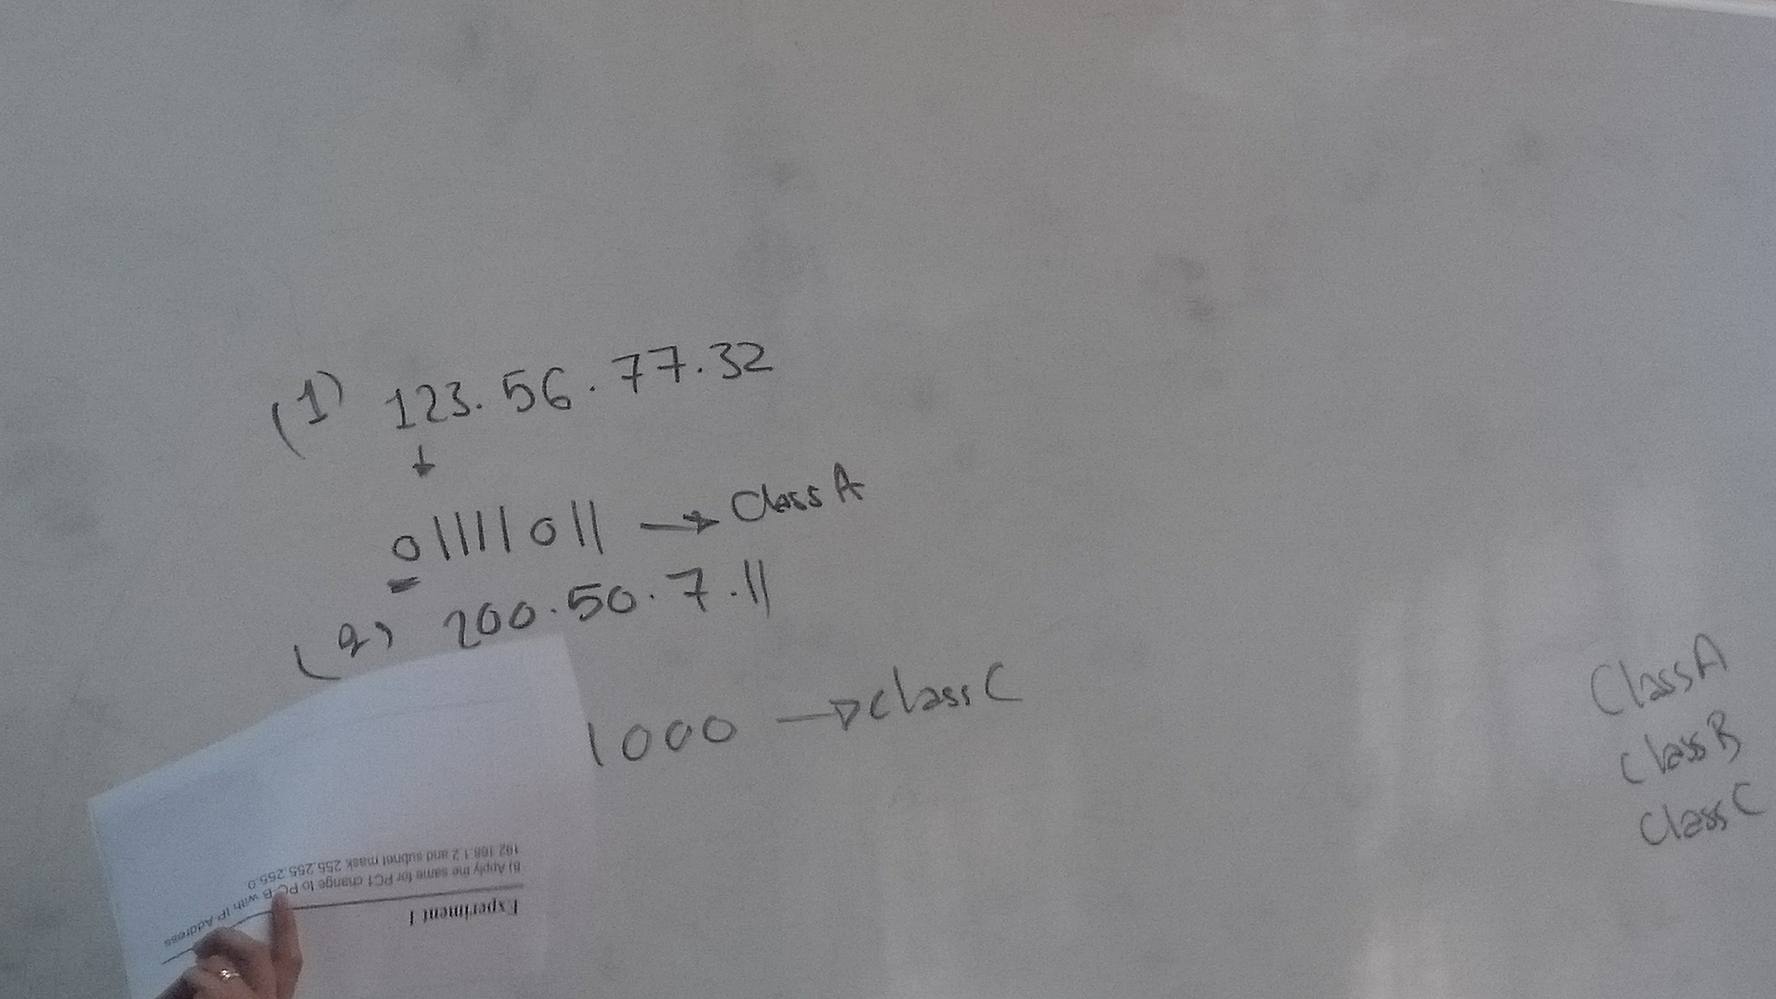 (1) 123.56.77.32
01111011 → Class A
(2) 200.50.7.11
1000 → class C
Class A
Class B
Class C
Experiment 1
B) Apply the same for PC1 change to PC-B with IP Address
192.168.1.2 and subnet mask 255.255.255.0